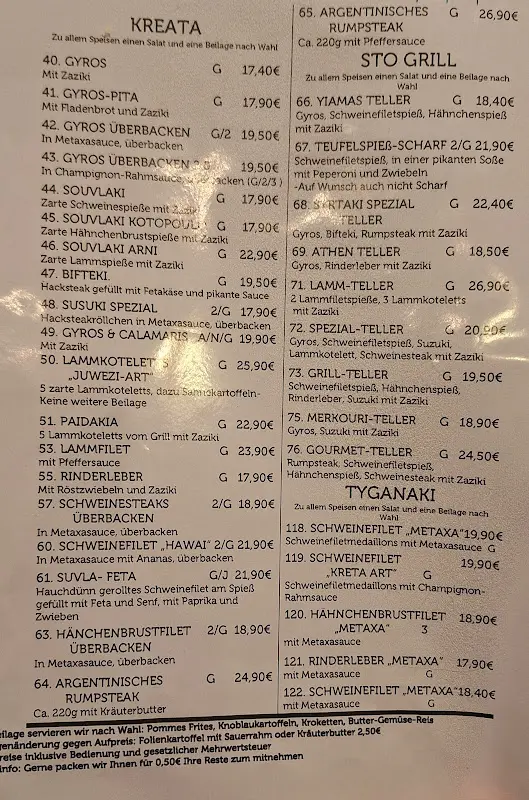 KREATA
Zu allem Speisen einen Salat und eine Beilage nach Wahl
40. GYROS G 17,40€
Mit Zaziki
41. GYROS-PITA G 17,90€
Mit Fladenbrot und Zaziki
42. GYROS ÜBERBACKEN G/2 19,50€
In Metaxasauce, überbacken
43. GYROS ÜBERBACKEN 19,50€
In Champignon-Rahmsauce, (G/2/3 )
44. SOUVLAKI G 17,90€
Zarte Schweinespieße mit Zaziki
45. SOUVLAKI KOTOPOULO G 17,90€
Zarte Hähnchenbrustspieße mit Zaziki
46. SOUVLAKI ARNI G 22,90€
Zarte Lammspieße mit Zaziki
47. BIFTEKI G 19,50€
Hacksteak gefüllt mit Fetakäse und pikante Sauce
48. SUSUKI SPEZIAL 2/G 17,90€
Hacksteakröllchen in Metaxasauce, überbacken
49. GYROS & CALAMARIS A/N/G 19,90€
Mit Zaziki
50. LAMMKOTELETTS G 25,90€
„JUWEZI-ART"
5 zarte Lammkoteletts, dazu
Keine weitere Beilage
51. PAIDAKIA G 22,90€
5 Lammkoteletts vom Grill mit Zaziki
53. LAMMFILET G 23,90€
mit Pfeffersauce
55. RINDERLEBER G 17,90€
Mit Röstzwiebeln und Zaziki
57. SCHWEINESTEAKS 2/G 18,90€
ÜBERBACKEN
In Metaxasauce, überbacken
60. SCHWEINEFILET „HAWAI" 2/G 21,90€
In Metaxasauce mit Ananas, überbacken
61. SUVLA- FETA G/J 21,90€
Hauchdünn gerolltes Schweinefilet am Spieß
gefüllt mit Feta und Senf, mit Paprika und
Zwieben
63. HÄNCHENBRUSTFILET 2/G 18,90€
ÜBERBACKEN
In Metaxasauce, überbacken
64. ARGENTINISCHES G 24,90€
RUMPSTEAK
Ca. 220g mit Kräuterbutter
65. ARGENTINISCHES G 26,90€
RUMPSTEAK
Ca. 220g mit Pfeffersauce
STO GRILL
Zu allem Speisen einen Salat und eine Beilage nach
Wahl
66. YIAMAS TELLER G 18,40€
Gyros, Schweinefiletspieß, Hähnchenspieß
mit Zaziki
67. TEUFELSPIEß-SCHARF 2/G 21,90€
Schweinefiletspieß, in einer pikanten Soße
mit Peperoni und Zwiebeln
-Auf Wunsch auch nicht Scharf
68. SYRTAKI SPEZIAL G 22,40€
TELLER
Gyros, Bifteki, Rumpsteak mit Zaziki
69. ATHEN TELLER G 18,50€
Gyros, Rinderleber mit Zaziki
71. LAMM-TELLER G 26,90€
2 Lammfiletspieße, 3 Lammkoteletts
mit Zaziki
72. SPEZIAL-TELLER G 20,90€
Gyros, Schweinefiletspieß, Suzuki,
Lammkotelett, Schweinesteak mit Zaziki
73. GRILL-TELLER G 19,50€
Schweinefiletspieß, Hähnchenspieß,
Rinderleber, Suzuki mit Zaziki
75. MERKOURI-TELLER G 18,90€
Gyros, Suzuki mit Zaziki
76. GOURMET-TELLER G 24,50€
Rumpsteak, Schweinefiletspieß,
Hähnchenspieß, Schweinesteak mit Zaziki
TYGANAKI
Zu allem Speisen einen Salat und eine Beilage nach
Wahl
118. SCHWEINEFILET „METAXA" 19,90€
Schweinefiletmedaillons mit Metaxasauce G
119. SCHWEINEFILET 19,90€
„KRETA ART" G
Schweinefiletmedaillons mit Champignon-
Rahmsauce
120. HÄHNCHENBRUSTFILET 18,90€
„METAXA" 3
mit Metaxasauce
121. RINDERLEBER „METAXA" 17,90€
mit Metaxasauce G
122. SCHWEINEFILET „METAXA" 18,40€
mit Metaxasauce G
eilage servieren wir nach Wahl: Pommes Frites, Knoblaukartoffeln, Kroketten, Butter-Gemüse-Reis
genänderung gegen Aufpreis: Folienkartoffel mit Sauerrahm oder Kräuterbutter 2,50€
reise inklusive Bedienung und gesetzlicher Mehrwertsteuer
Info: Gerne packen wir Ihnen für 0,50€ Ihre Reste zum mitnehmen